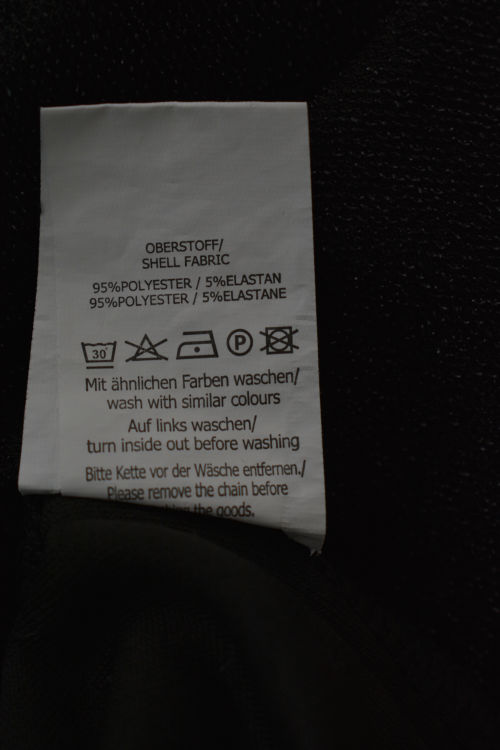 OBERSTOFF/
SHELL FABRIC
95%POLYESTER / 5%ELASTAN
95%POLYESTER / 5%ELASTANE
30 P
Mit ähnlichen Farben waschen/
wash with similar colours
Auf links waschen/
turn inside out before washing
Bitte Kette vor der Wäsche entfernen./
Please remove the chain before
the goods.